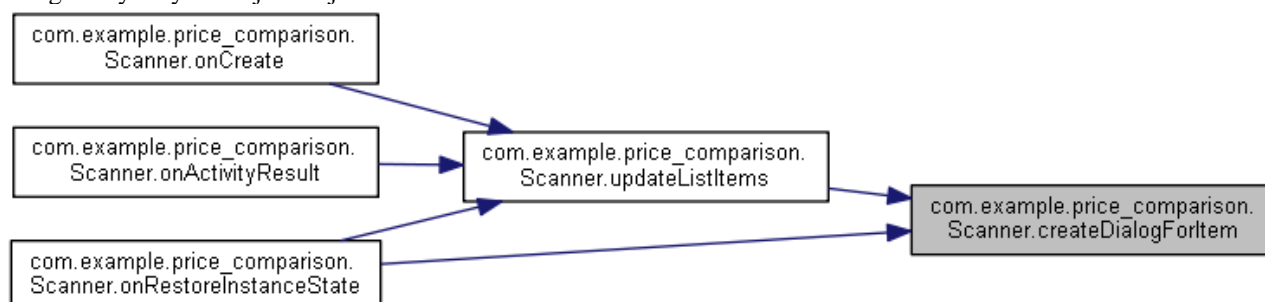 com.example.price_comparison.
Scanner.onCreate
com.example.price_comparison.
Scanner.onActivityResult
com.example.price_comparison.
Scanner.updateListItems
com.example.price_comparison.
Scanner.createDialogForItem
com.example.price_comparison.
Scanner.onRestoreInstanceState